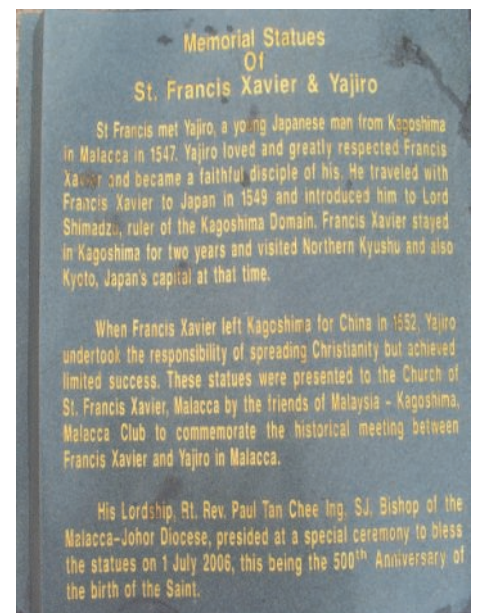 Memorial Statues
Of
St. Francis Xavier & Yajiro
St Francis met Yajiro, a young Japanese man from Kagoshima
in Malacca in 1547. Yajiro loved and greatly respected Francis
Xavier and became a faithful disciple of his. He traveled with
Francis Xavier to Japan in 1549 and introduced him to Lord
Shimadzu, ruler of the Kagoshima Domain. Francis Xavier stayed
in Kagoshima for two years and visited Northern Kyushu and also
Kyoto, Japan's capital at that time.
When Francis Xavier left Kagoshima for China in 1552, Yajiro
undertook the responsibility of spreading Christianity but achieved
limited success. These statues were presented to the Church of
St. Francis Xavier, Malacca by the friends of Malaysia - Kagoshima,
Malacca Club to commemorate the historical meeting between
Francis Xavier and Yajiro in Malacca.
His Lordship, Rt. Rev. Paul Tan Chee Ing, SJ, Bishop of the
Malacca-Johor Diocese, presided at a special ceremony to bless
the statues on 1 July 2006, this being the 500th Anniversary of
the birth of the Saint.